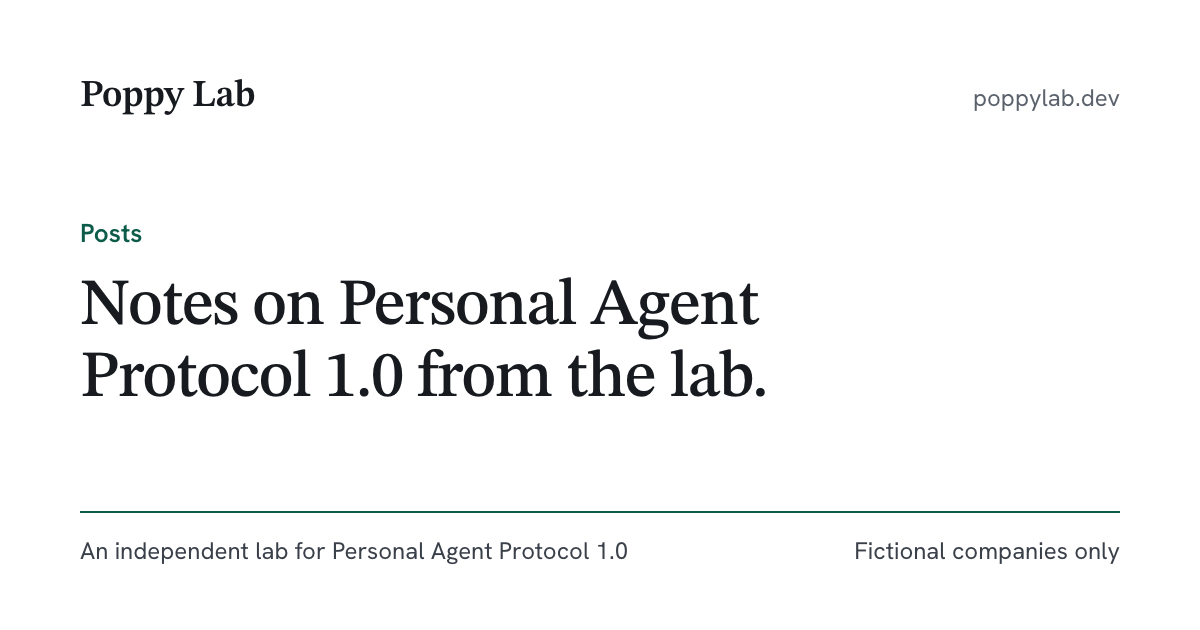 Poppy Lab
poppylab.dev
Posts
Notes on Personal Agent
Protocol 1.0 from the lab.
An independent lab for Personal Agent Protocol 1.0
Fictional companies only